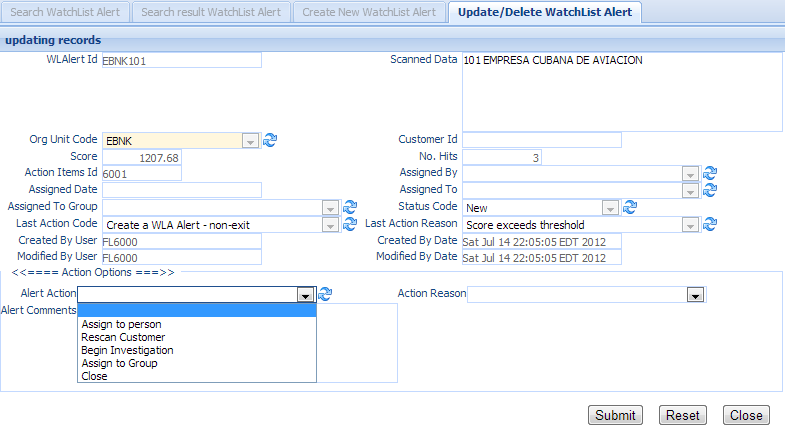 Search WatchList Alert Search result WatchList Alert Create New WatchList Alert Update/Delete WatchList Alert
updating records
WLAlert Id EBNK101 Scanned Data 101 EMPRESA CUBANA DE AVIACION
Org Unit Code EBNK Customer Id
Score 1207.68 No. Hits 3
Action Items Id 6001 Assigned By
Assigned Date Assigned To
Assigned To Group Status Code New
Last Action Code Create a WLA Alert - non-exit Last Action Reason Score exceeds threshold
Created By User FL6000 Created By Date Sat Jul 14 22:05:05 EDT 2012
Modified By User FL6000 Modified By Date Sat Jul 14 22:05:05 EDT 2012
<<==== Action Options ===>>
Alert Action Action Reason
Alert Comments
Assign to person
Rescan Customer
Begin Investigation
Assign to Group
Close
Submit Reset Close